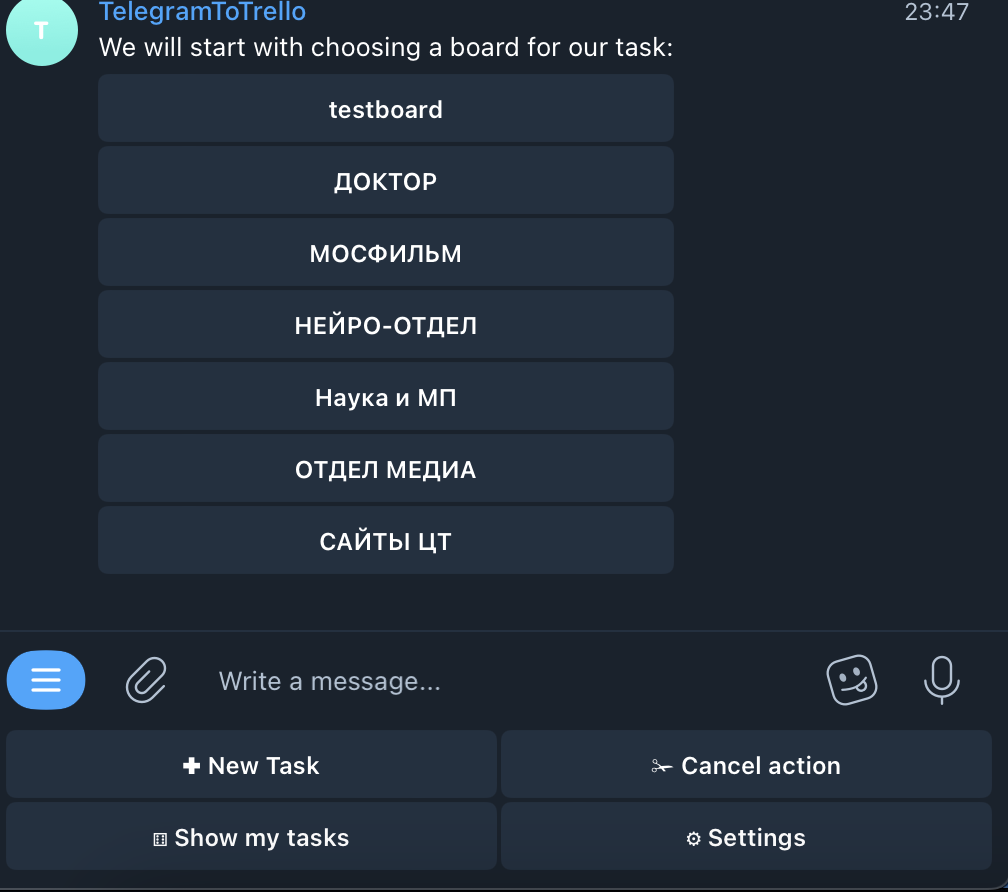 T
TelegramToTrello
23:47
We will start with choosing a board for our task:
testboard
ДОКТОР
МОСФИЛЬМ
НЕЙРО-ОТДЕЛ
Наука и МП
ОТДЕЛ МЕДИА
САЙТЫ ЦТ
Write a message...
New Task
Cancel action
Show my tasks
Settings